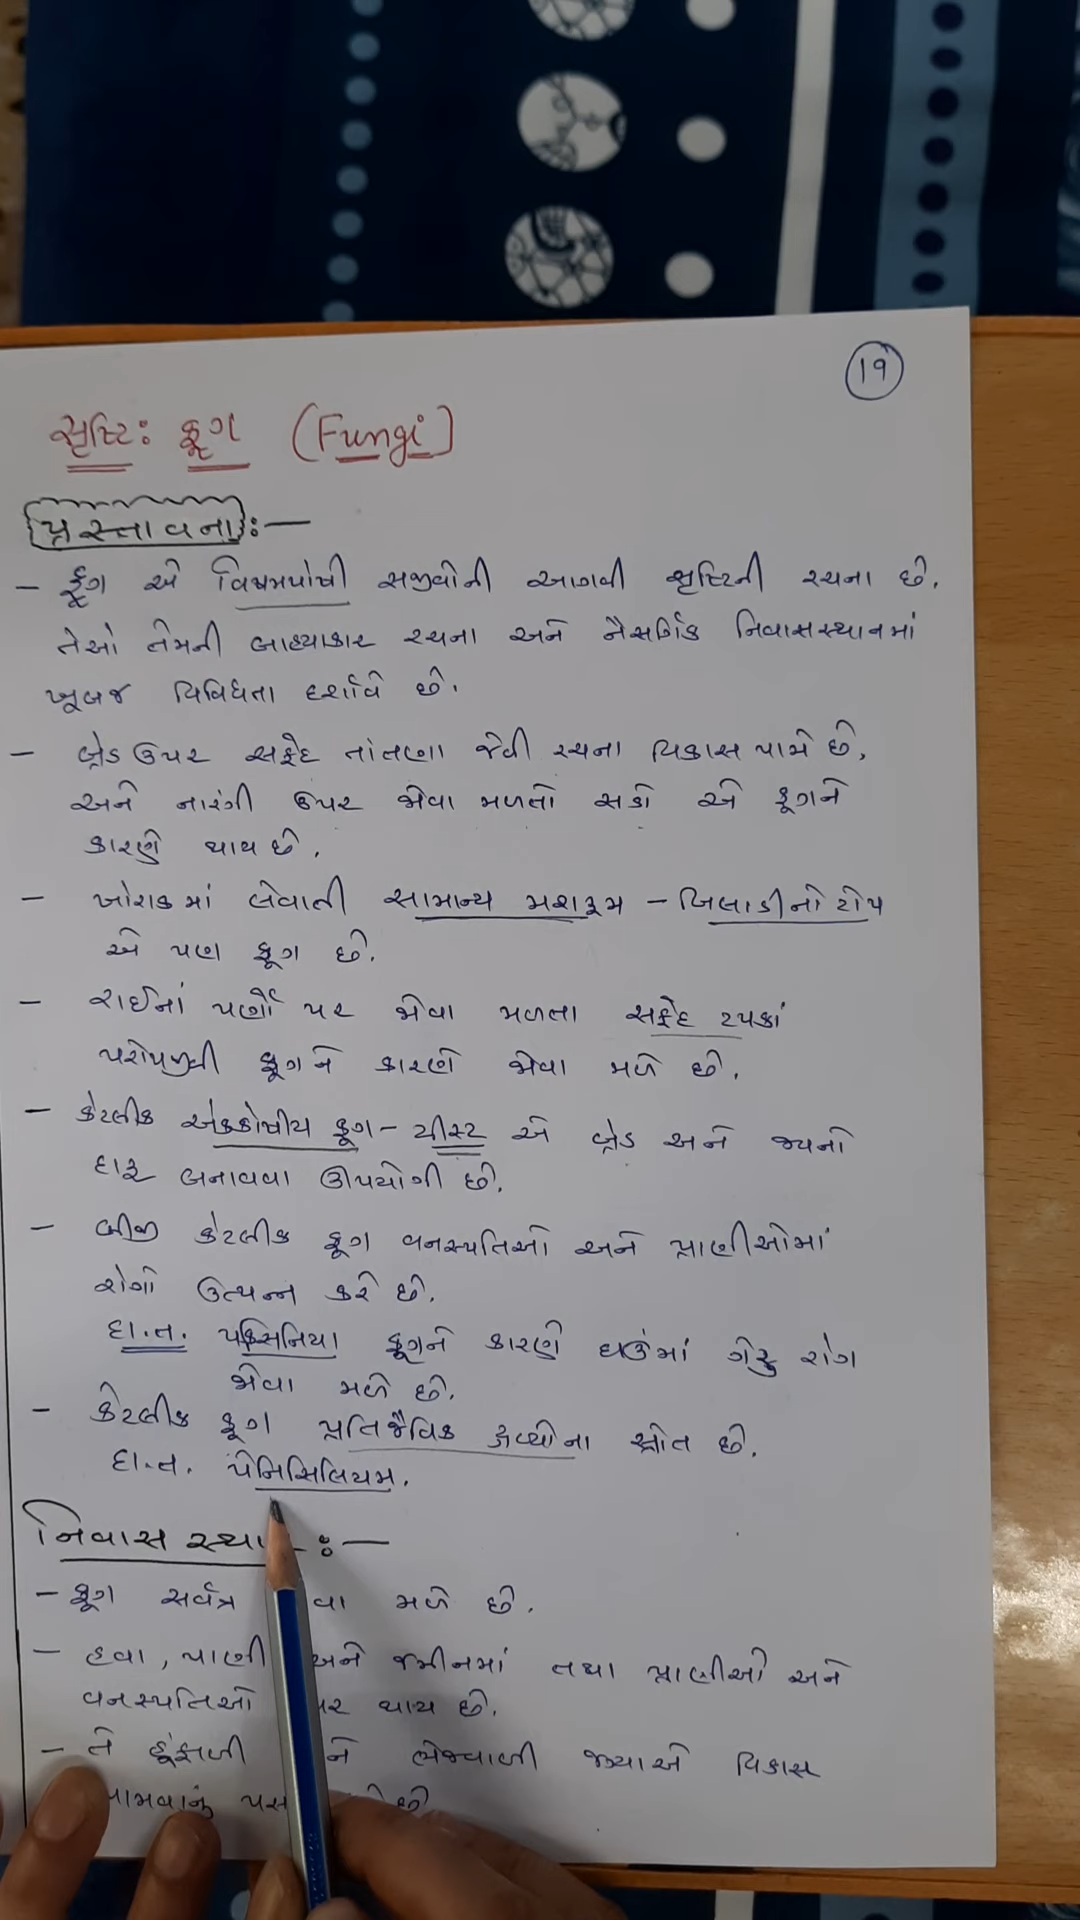 19
સૃષ્ટિ: ફૂગ (Fungi)
પ્રસ્તાવના:-
- ફૂગ એ વિષમપોષી સજીવોની આગવી સૃષ્ટિની રચના છે.
તેઓ તેમની બાહ્યાકાર રચના અને નૈસર્ગિક નિવાસસ્થાનમાં
ખૂબજ વિવિધતા દર્શાવે છે.
- બ્રેડ ઉપર સફેદ તાંતણા જેવી રચના વિકાસ પામે છે,
અને નારંગી ઉપર જોવા મળતો સડો એ ફૂગને
કારણે થાય છે.
- ખોરાકમાં લેવાતી સામાન્ય મશરૂમ - બિલાડીનો ટોપ
એ પણ ફૂગ છે.
- રાઈનાં પર્ણો પર જોવા મળતા સફેદ ટપકાં
પરોપજીવી ફૂગને કારણે જોવા મળે છે.
- કેટલીક એકકોષીય ફૂગ - યીસ્ટ એ બ્રેડ અને જવનો
દારૂ બનાવવા ઊપયોગી છે.
- બીજી કેટલીક ફૂગ વનસ્પતિઓ અને પ્રાણીઓમાં
રોગો ઉત્પન્ન કરે છે.
દા.ત. પક્સિનિયા ફૂગને કારણે ઘઉંમાં ગેરુ રોગ
જોવા મળે છે.
- કેટલીક ફૂગ પ્રતિજૈવિક દ્રવ્યોના સ્રોત છે.
દા.ત. પેનિસિલિયમ.
નિવાસ સ્થા :-
- ફૂગ સર્વત્ર વા મળે છે.
- હવા, પાણી અને જમીનમાં તથા પ્રાણીઓ અને
વનસ્પતિઓ પર થાય છે.
- તે હૂંફાળી ને ભેજવાળી જગ્યાએ વિકાસ
પામવાનું પસ છે